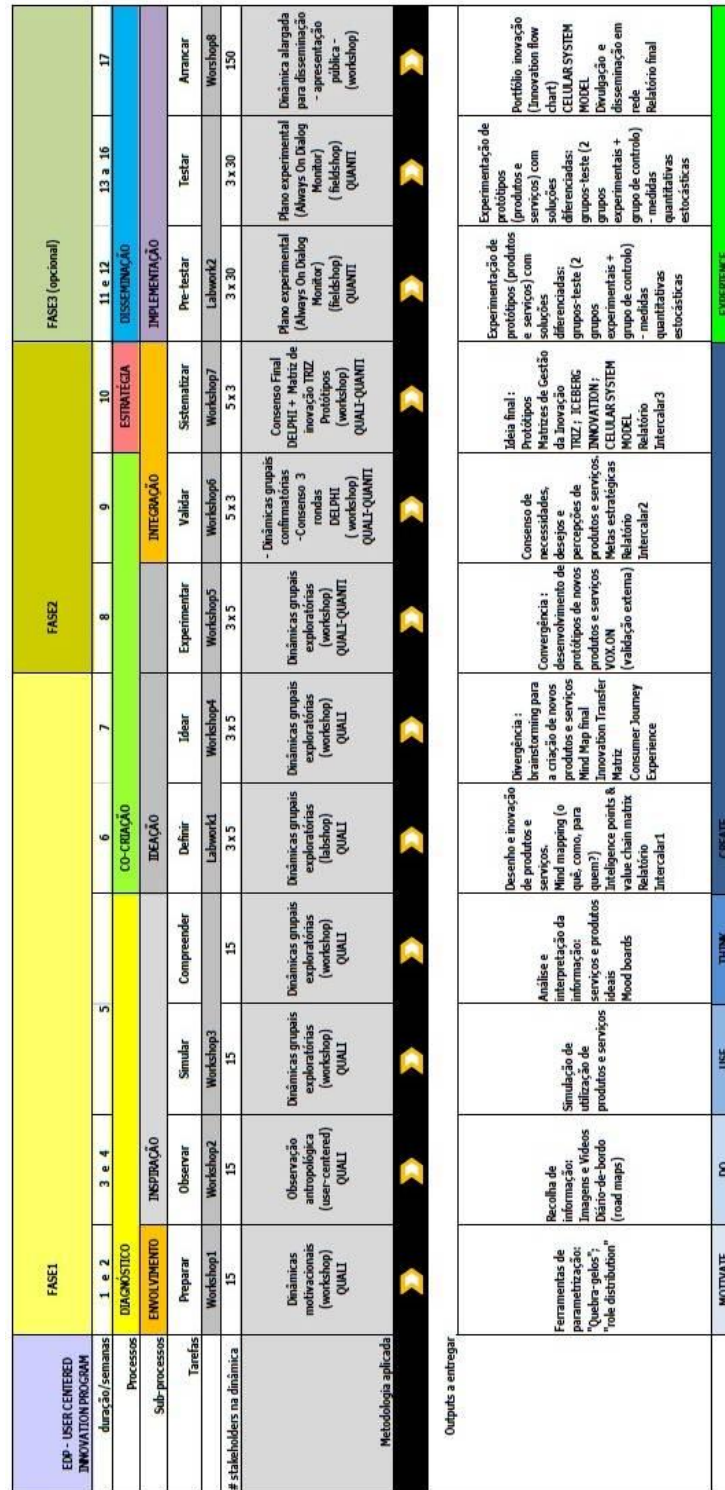 EDP - USER CENTERED
INNOVATION PROGRAM
FASE1
FASE2
FASE3 (opcional)
duração/semanas
1 e 2
3 e 4
5
6
7
8
9
10
11 e 12
13 a 16
17
Processos
DIAGNÓSTICO
CO-CRIAÇÃO
ESTRATÉGIA
DISSEMINAÇÃO
Sub-processos
ENVOLVIMENTO
INSPIRAÇÃO
IDEAÇÃO
INTEGRAÇÃO
IMPLEMENTAÇÃO
Tarefas
Preparar
Observar
Simular
Compreender
Definir
Idear
Experimentar
Validar
Sistematizar
Pre-testar
Testar
Arrancar
Workshop1
Workshop2
Workshop3
Labwork1
Workshop4
Workshop5
Workshop6
Workshop7
Labwork2
Worshop8
# stakeholders na dinâmica
15
15
15
15
3 x 5
3 x 5
3 x 5
5 x 3
5 x 3
3 x 30
3 x 30
150
Metodologia aplicada
Dinâmicas
motivacionais
(workshop)
QUALI
Observação
antropológica
(user-centered)
QUALI
Dinâmicas grupais
exploratórias
(workshop)
QUALI
Dinâmicas grupais
exploratórias
(workshop)
QUALI
Dinâmicas grupais
exploratórias
(labshop)
QUALI
Dinâmicas grupais
exploratórias
(workshop)
QUALI
Dinâmicas grupais
exploratórias
(workshop)
QUALI-QUANTI
- Dinâmicas grupais
confirmatórias
-Consenso 3
rondas
DELPHI
( workshop)
QUALI-QUANTI
Consenso Final
DELPHI + Matriz de
inovação TRIZ
Protótipos
(workshop)
QUALI-QUANTI
Plano experimental
(Always On Dialog
Monitor)
(fieldshop)
QUANTI
Plano experimental
(Always On Dialog
Monitor)
( fieldshop)
QUANTI
Dinâmica alargada
para disseminação
- apresentação
pública -
(workshop)
Outputs a entregar
Ferramentas de
parametrização:
"Quebra-gelos";
"role distribution"
Recolha de
informação:
Imagens e Videos
Diário-de-bordo
(road maps)
Simulação de
utilização de
produtos e serviços
Análise e
interpretação da
informação:
serviços e produtos
ideais
Mood boards
Desenho e inovação
de produtos e
serviços.
Mind mapping (o
quê, como, para
quem?)
Inteligence points &
value chain matrix
Relatório
Intercalar1
Divergência :
brainstorming para
a criação de novos
produtos e serviços
Mind Map final
Innovation Transfer
Matriz
Consumer Journey
Experience
Convergência :
desenvolvimento de
protótipos de novos
produtos e serviços
VOX.ON
(validação externa)
Consenso de
necessidades,
desejos e
percepções de
produtos e serviços.
Metas estratégicas
Relatório
Intercalar2
Ideia final :
Protótipos
Matrizes de Gestão
da Inovação
TRIZ ; ICEBERG
INNOVATION ;
CELULAR SYSTEM
MODEL
Relatório
Intercalar3
Experimentação de
protótipos (produtos
e serviços) com
soluções
diferenciadas:
grupos-teste (2
grupos
experimentais +
grupo de controlo)
- medidas
quantitativas
estocásticas
Experimentação de
protótipos
(produtos e
serviços) com
soluções
diferenciadas:
grupos-teste (2
grupos
experimentais +
grupo de controlo)
- medidas
quantitativas
estocásticas
Portfólio inovação
(Innovation flow
chart)
CELULAR SYSTEM
MODEL
Divulgação e
disseminação em
rede
Relatório final
MOTIVATE
DO
USE
THINK
CREATE
EXPERIENCE